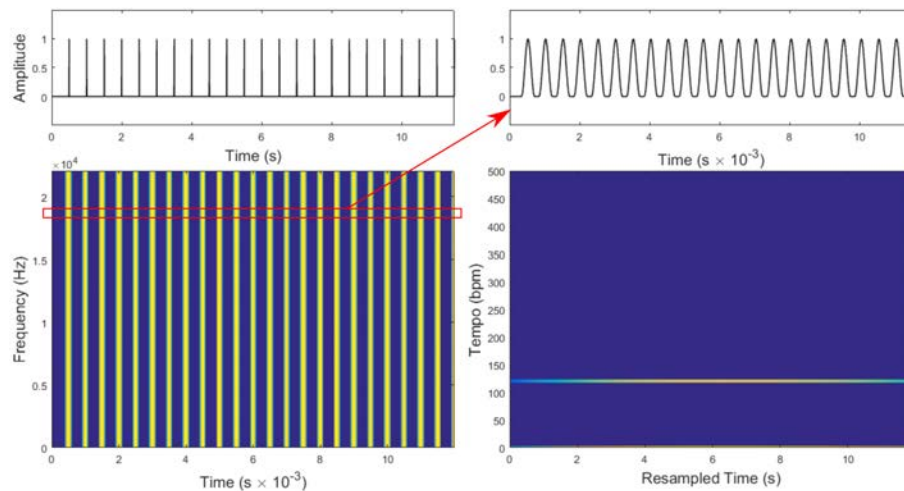 1
0.5
0
Amplitude
0 2 4 6 8 10
Time (s)
1
0.5
0
0 2 4 6 8 10
Time (s × 10-3)
× 10⁴
2
1.5
1
0.5
0
Frequency (Hz)
0 2 4 6 8 10
Time (s × 10-3)
500
450
400
350
300
250
200
150
100
50
0
Tempo (bpm)
0 2 4 6 8 10
Resampled Time (s)